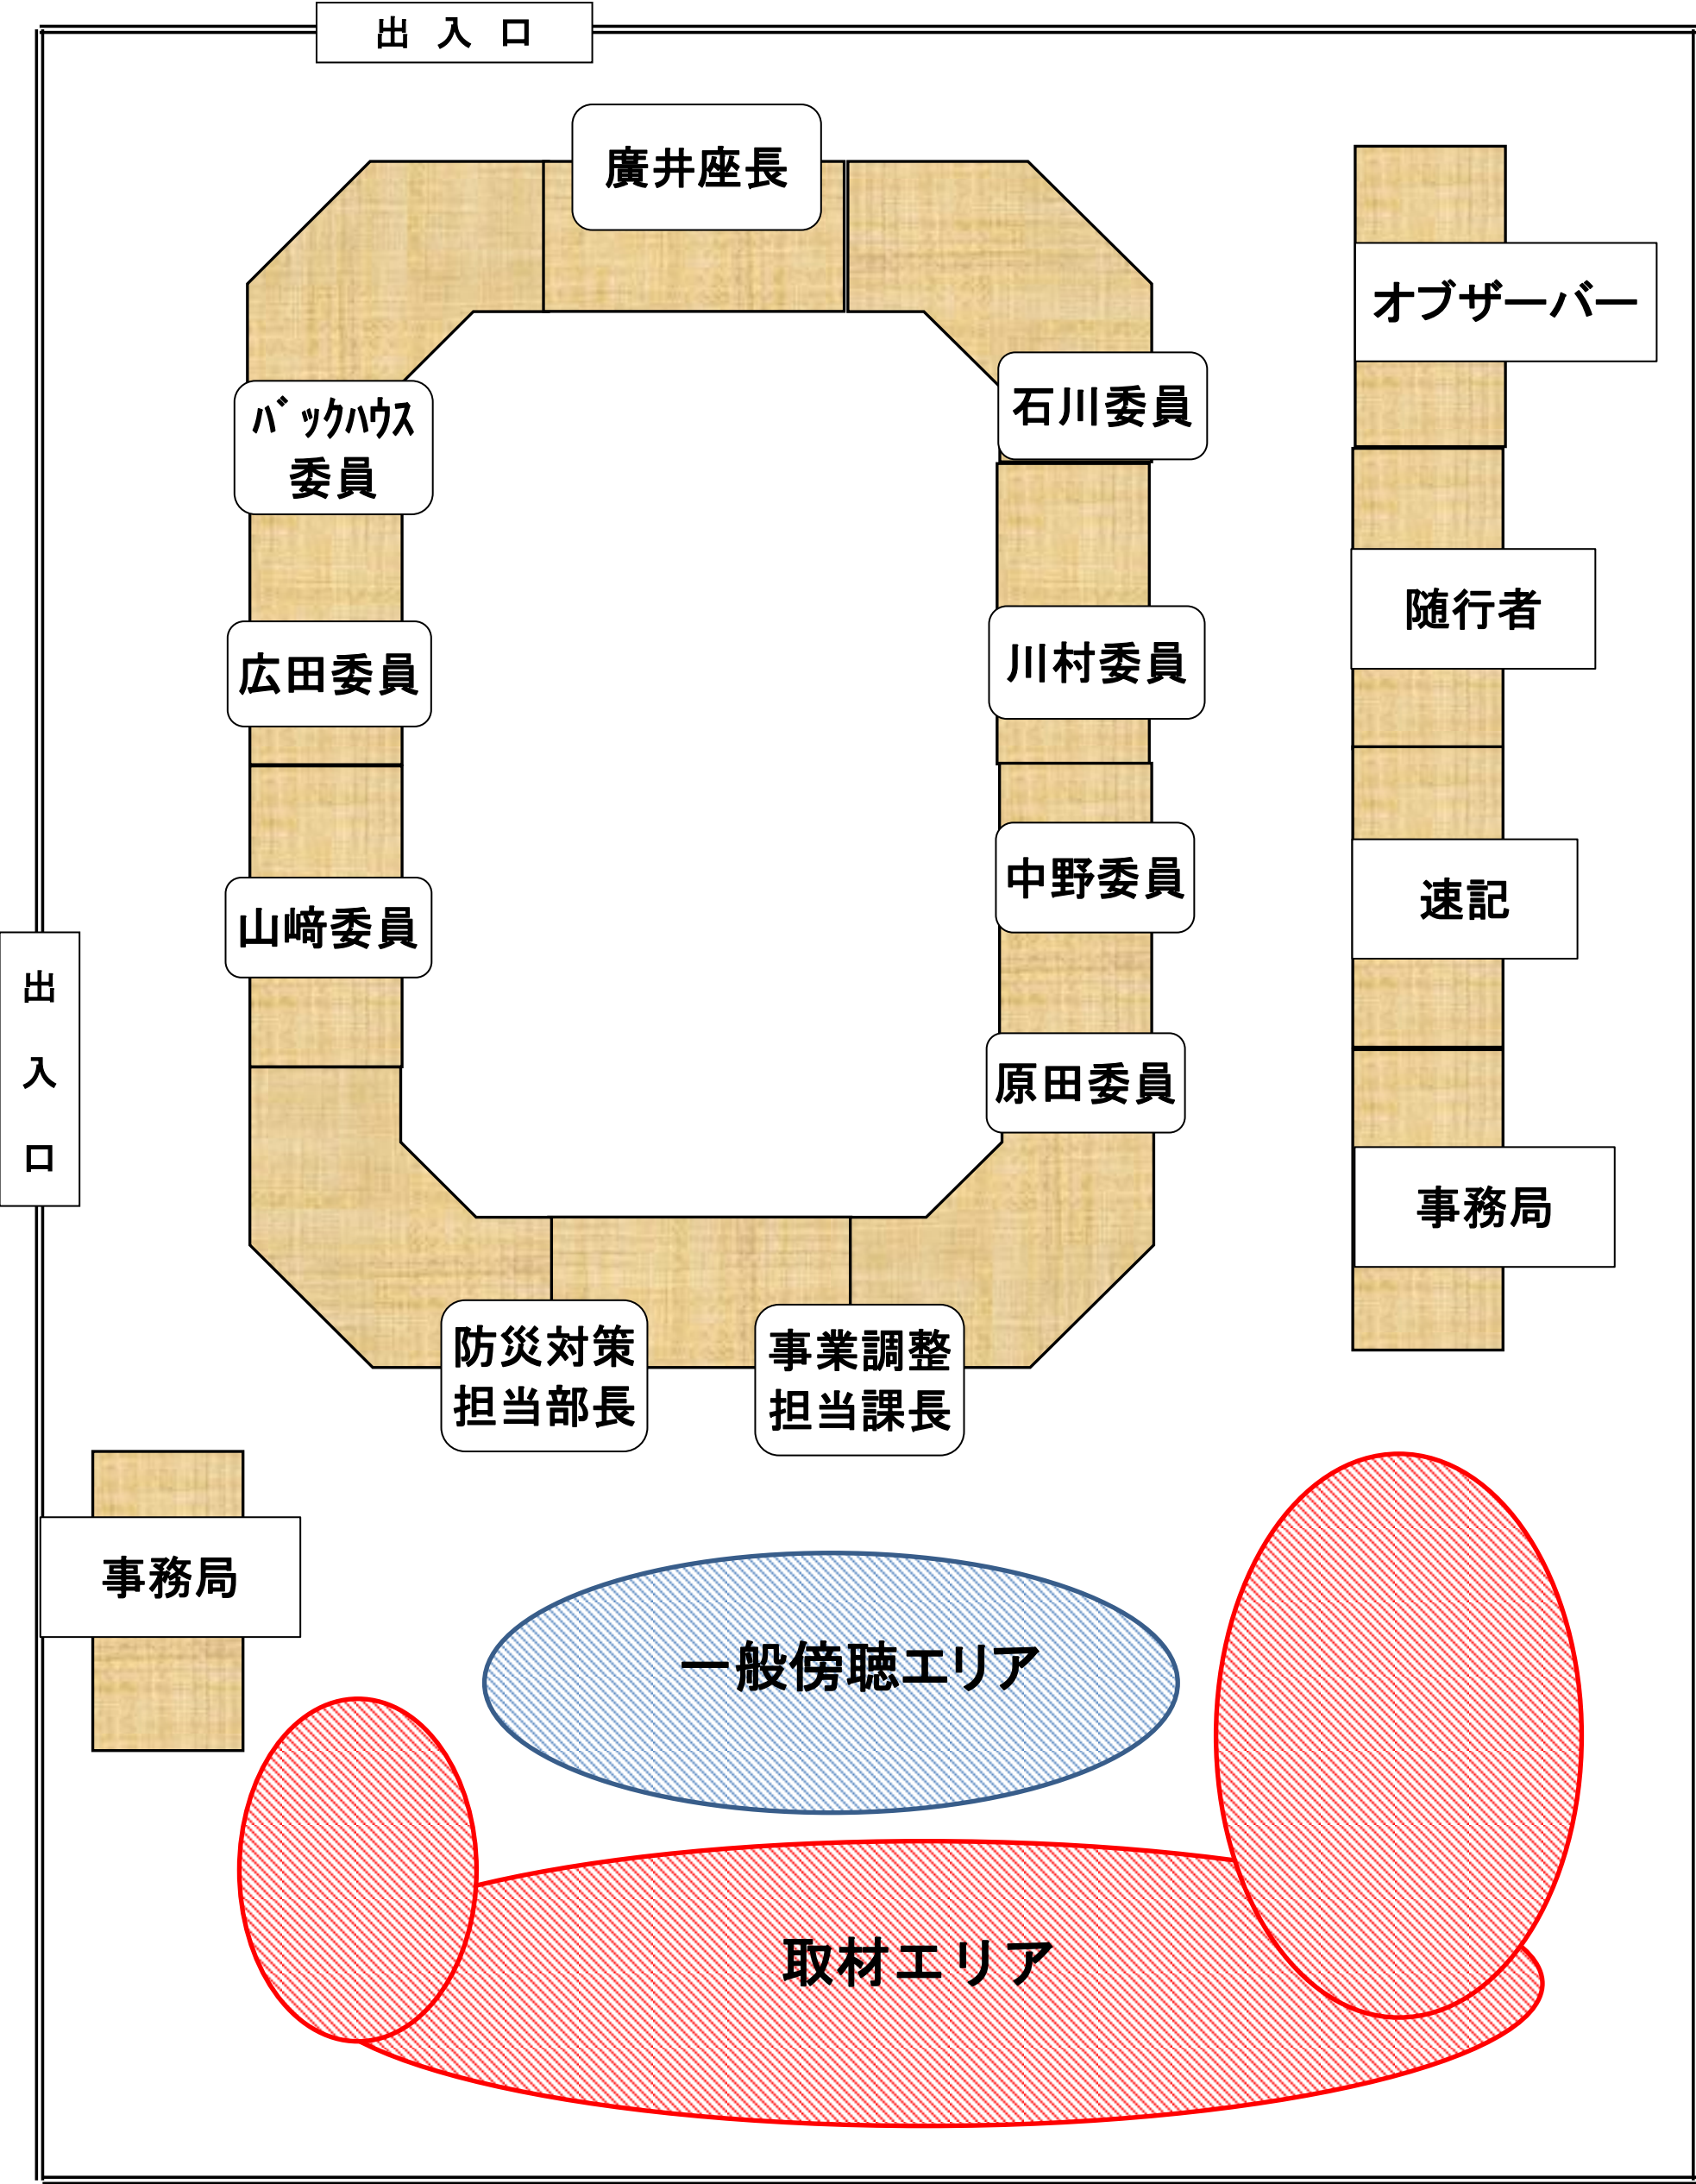 出 入 口
廣井座長
オブザーバー
石川委員
バックハウス
委員
随行者
川村委員
広田委員
中野委員
速記
山﨑委員
出
入
口
原田委員
事務局
防災対策
担当部長
事業調整
担当課長
事務局
一般傍聴エリア
取材エリア